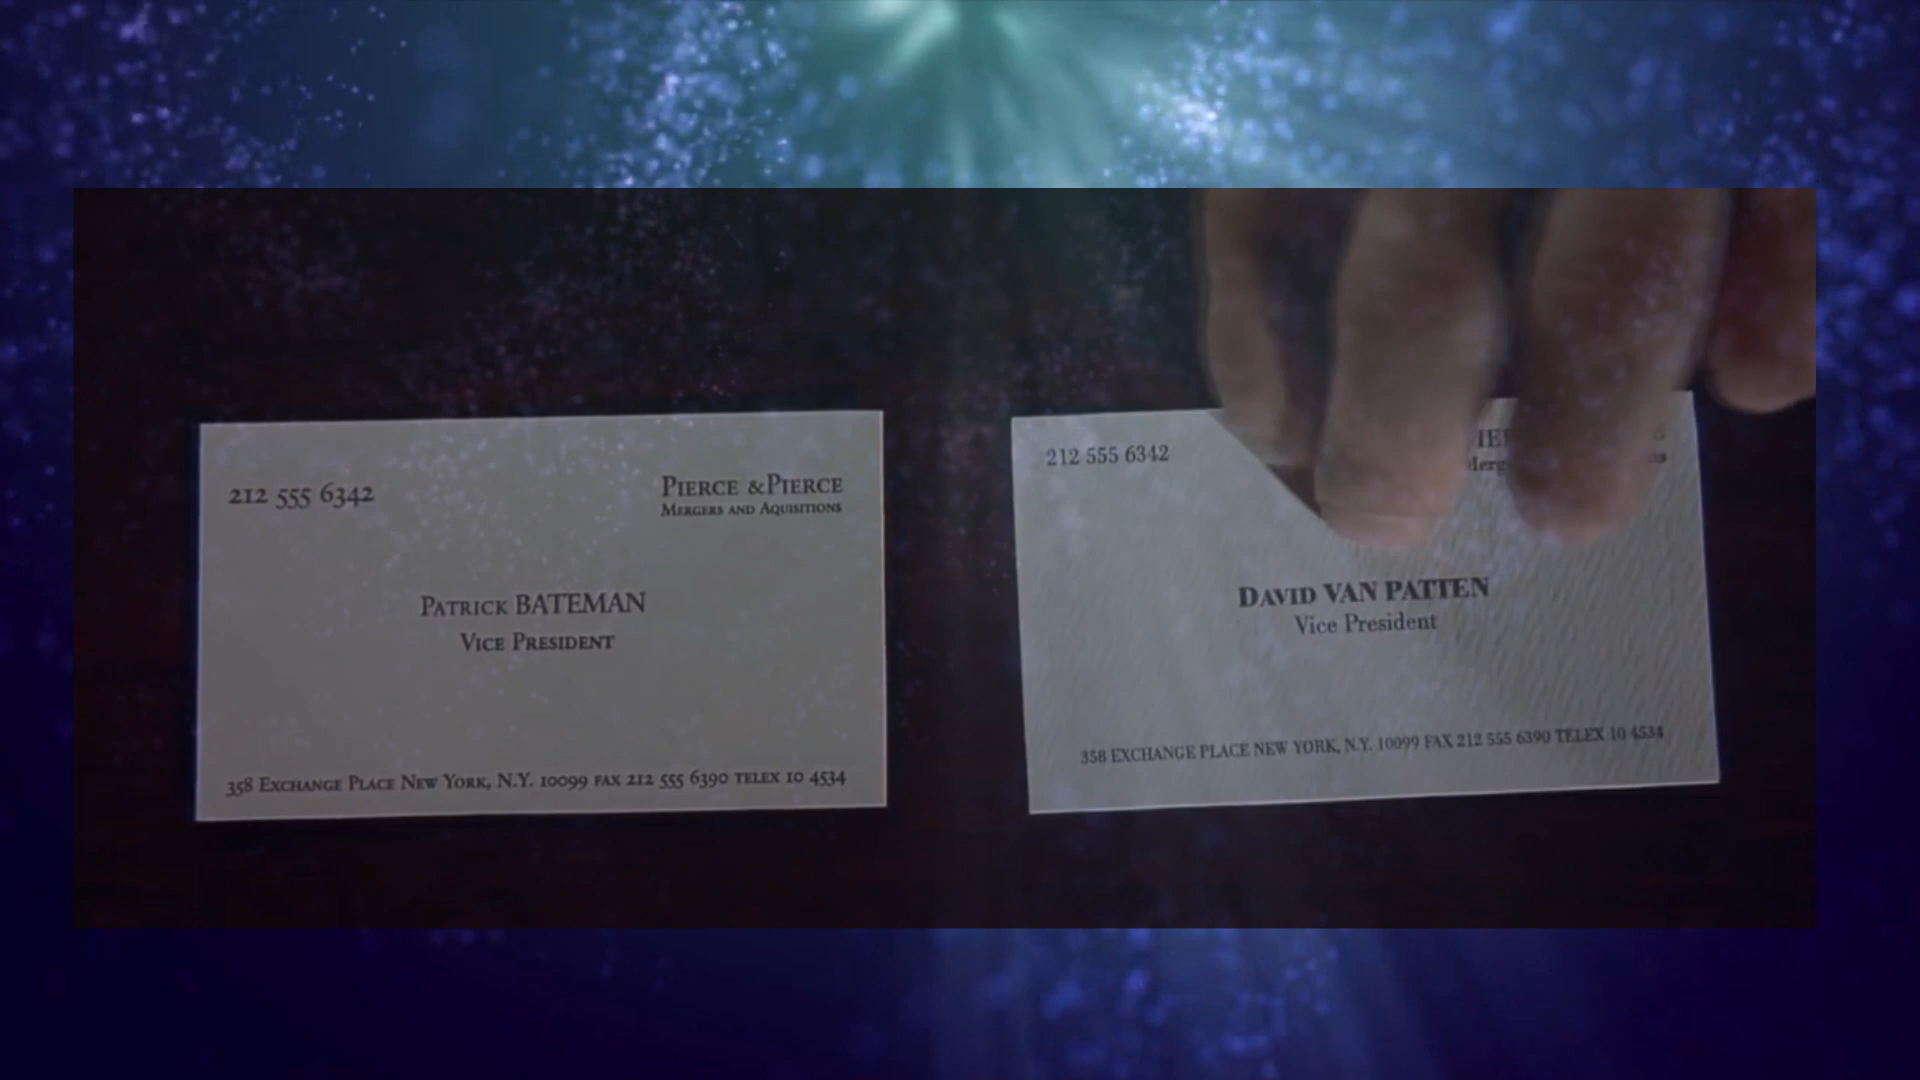 212 555 6342
PIERCE &PIERCE
MERGERS AND AQUISITIONS
PATRICK BATEMAN
VICE PRESIDENT
358 EXCHANGE PLACE NEW YORK, N.Y. 10099 FAX 212 555 6390 TELEX 10 4534
212 555 6342
DAVID VAN PATTEN
Vice President
358 EXCHANGE PLACE NEW YORK, N.Y. 10099 FAX 212 555 6390 TELEX 10 4534